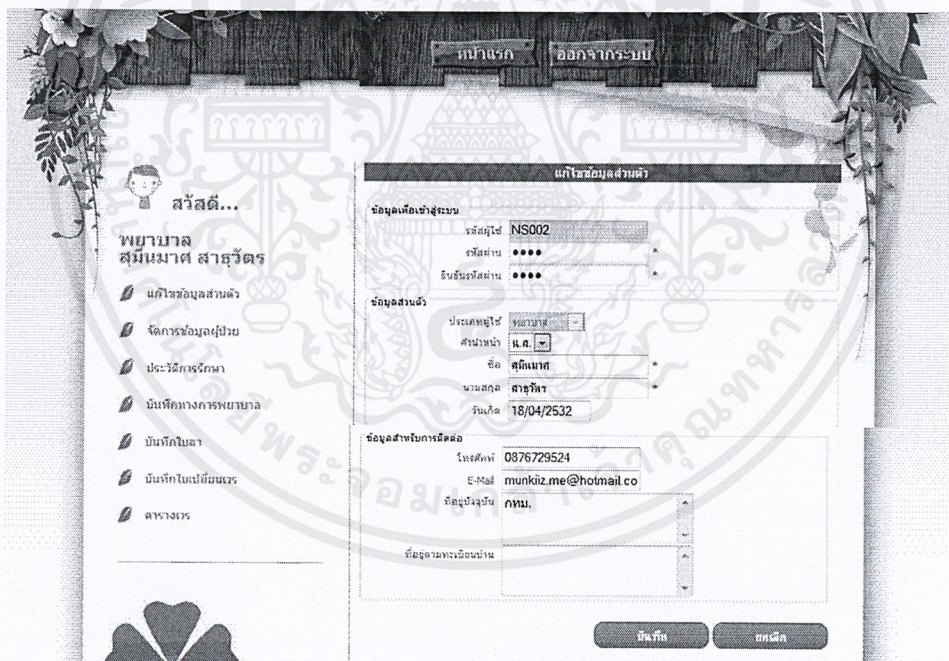 หน้าแรก ออกจากระบบ
แก้ไขข้อมูลส่วนตัว
สวัสดี...
พยาบาล
สุมีนมาศ สาธุวัตร
แก้ไขข้อมูลส่วนตัว
จัดการข้อมูลผู้ป่วย
ประวัติการรักษา
บันทึกทางการพยาบาล
บันทึกใบลา
บันทึกใบเปลี่ยนเวร
ตารางเวร
ข้อมูลเพื่อเข้าสู่ระบบ
รหัสผู้ใช้ NS002
รหัสผ่าน •••• *
ยืนยันรหัสผ่าน •••• *
ข้อมูลส่วนตัว
ประเภทผู้ใช้ พยาบาล
คำนำหน้า น.ส.
ชื่อ สุมีนมาศ *
นามสกุล สาธุวัตร *
วันเกิด 18/04/2532
ข้อมูลสำหรับการติดต่อ
โทรศัพท์ 0876729524
E-Mail munkiiz.me@hotmail.co
ที่อยู่ปัจจุบัน กทม.
ที่อยู่ตามทะเบียนบ้าน
บันทึก ยกเลิก